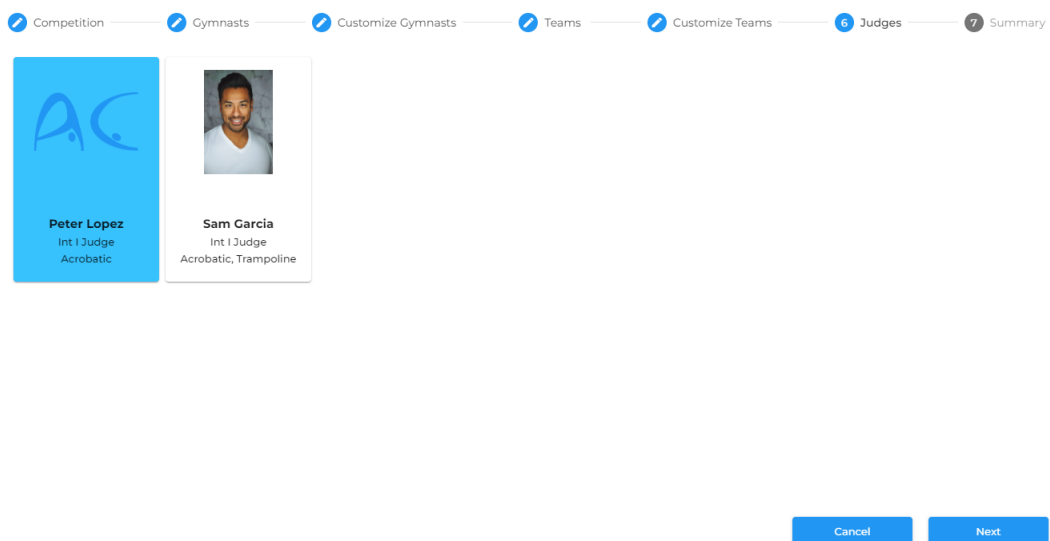 Competition
Gymnasts
Customize Gymnasts
Teams
Customize Teams
6 Judges
7 Summary
AC
Peter Lopez
Int I Judge
Acrobatic
Sam Garcia
Int I Judge
Acrobatic, Trampoline
Cancel
Next